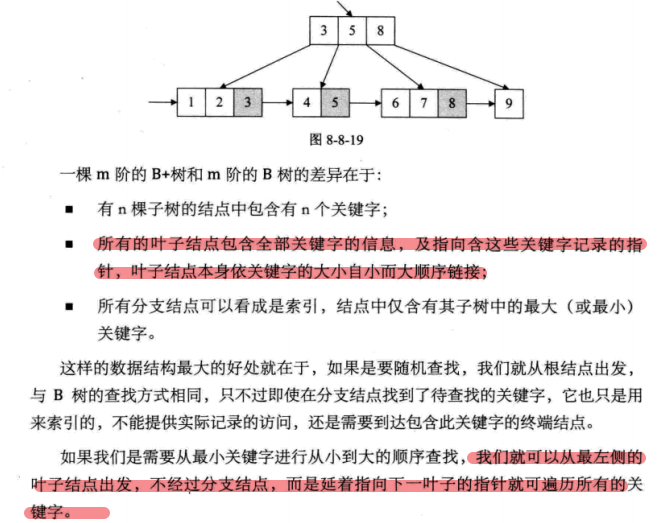 3 5 8
1 2 3 4 5 6 7 8 9
图 8-8-19
一棵 m 阶的 B+树和 m 阶的 B 树的差异在于：
■ 有 n 棵子树的结点中包含有 n 个关键字；
■ 所有的叶子结点包含全部关键字的信息，及指向含这些关键字记录的指
针，叶子结点本身依关键字的大小自小而大顺序链接；
■ 所有分支结点可以看成是索引，结点中仅含有其子树中的最大（或最小）
关键字。
这样的数据结构最大的好处就在于，如果是要随机查找，我们就从根结点出发，
与 B 树的查找方式相同，只不过即使在分支结点找到了待查找的关键字，它也只是用
来索引的，不能提供实际记录的访问，还是需要到达包含此关键字的终端结点。
如果我们是需要从最小关键字进行从小到大的顺序查找，我们就可以从最左侧的
叶子结点出发，不经过分支结点，而是延着指向下一叶子的指针就可遍历所有的关
键字。